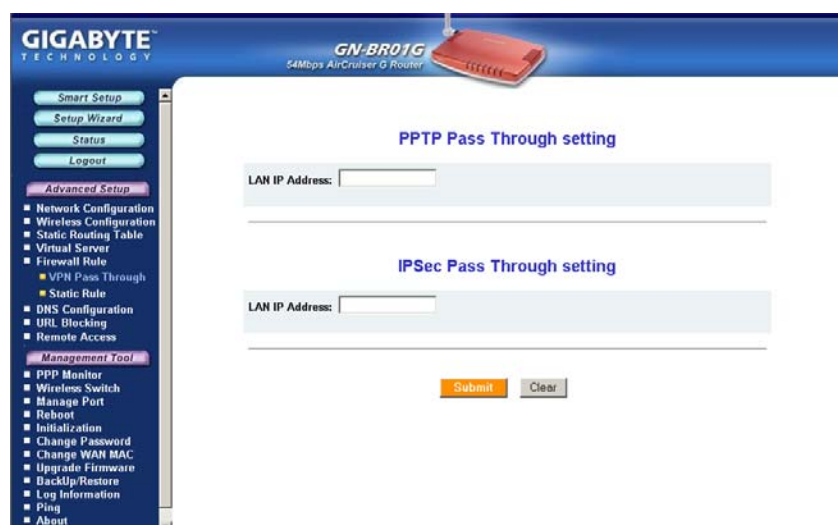 GIGABYTE™
TECHNOLOGY
GN-BR01G
54Mbps AirCruiser G Router
Smart Setup
Setup Wizard
Status
Logout
Advanced Setup
Network Configuration
Wireless Configuration
Static Routing Table
Virtual Server
Firewall Rule
VPN Pass Through
Static Rule
DNS Configuration
URL Blocking
Remote Access
Management Tool
PPP Monitor
Wireless Switch
Manage Port
Reboot
Initialization
Change Password
Change WAN MAC
Upgrade Firmware
BackUp/Restore
Log Information
Ping
About
PPTP Pass Through setting
LAN IP Address:
IPSec Pass Through setting
LAN IP Address:
Submit Clear